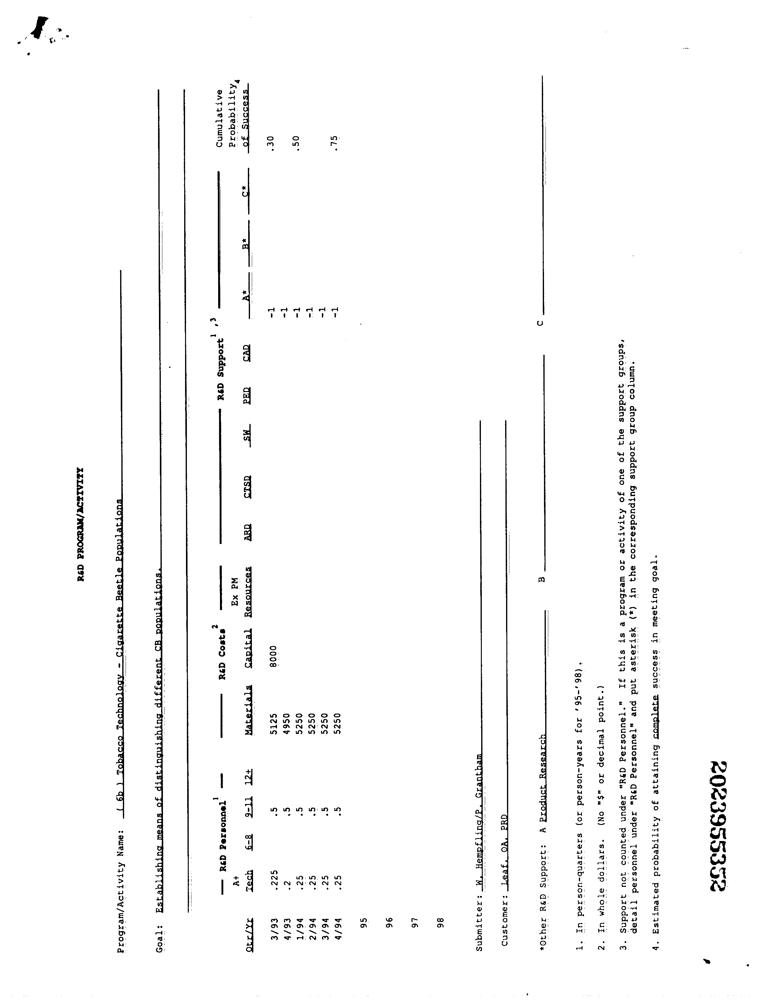 R&D PROGRAM/ACTIVITY
Program/Activity Name: ( 6b ) Tobacco Technology - Cigarette Beetle Populations
Goal: Establishing means of distinguishing different CB populations.
R&D Personnel1 R&D Costs2 R&D Support1,3 Cumulative
A+ Ex PM Probability4
Qtr/Yr Tech 6-8 9-11 12+ Materials Capital Resources ARD CTSD SW PED CAD A* B* C* of Success
3/93 .225 .5 5125 8000 -1 .30
4/93 .2 .5 4950 -1
1/94 .25 .5 5250 -1 .50
2/94 .25 .5 5250 -1
3/94 .25 .5 5250 -1
4/94 .25 .5 5250 -1 .75
95
96
97
98
Submitter: W. Hempfling/P. Grantham
Customer: Leaf, QA, PRD
*Other R&D Support: A Product Research B C
1. In person-quarters (or person-years for '95-'98).
2. In whole dollars. (No "$" or decimal point.)
3. Support not counted under "R&D Personnel." If this is a program or activity of one of the support groups,
detail personnel under "R&D Personnel" and put asterisk (*) in the corresponding support group column.
4. Estimated probability of attaining complete success in meeting goal.
2023955352